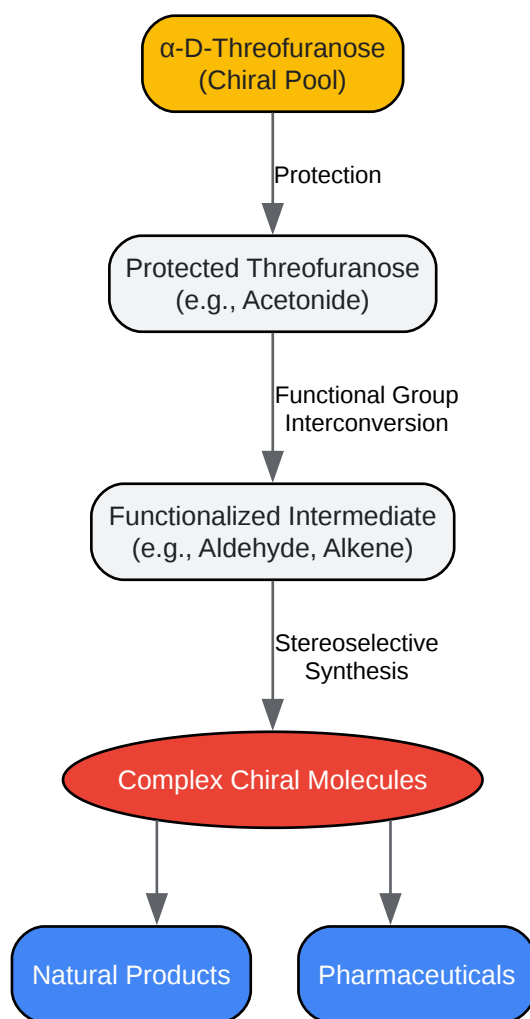 α-D-Threofuranose
(Chiral Pool)
Protection
Protected Threofuranose
(e.g., Acetonide)
Functional Group
Interconversion
Functionalized Intermediate
(e.g., Aldehyde, Alkene)
Stereoselective
Synthesis
Complex Chiral Molecules
Natural Products
Pharmaceuticals